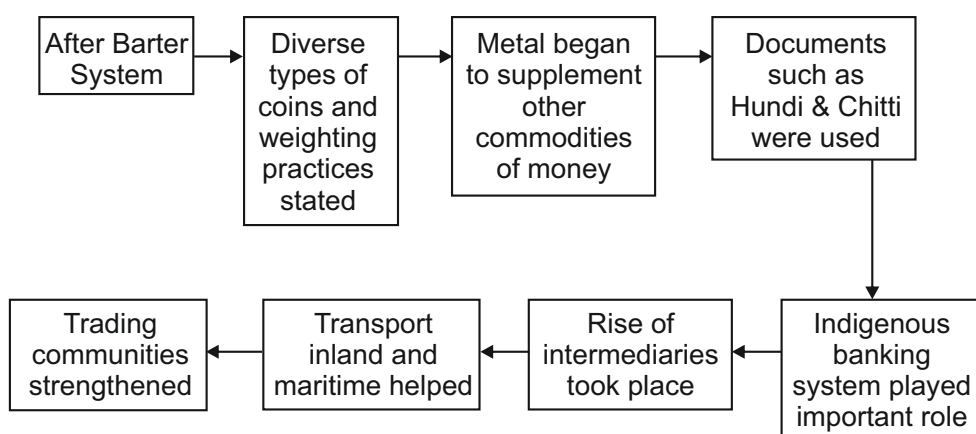 After Barter
System
Diverse
types of
coins and
weighting
practices
stated
Metal began
to supplement
other
commodities
of money
Documents
such as
Hundi & Chitti
were used
Indigenous
banking
system played
important role
Rise of
intermediaries
took place
Transport
inland and
maritime helped
Trading
communities
strengthened